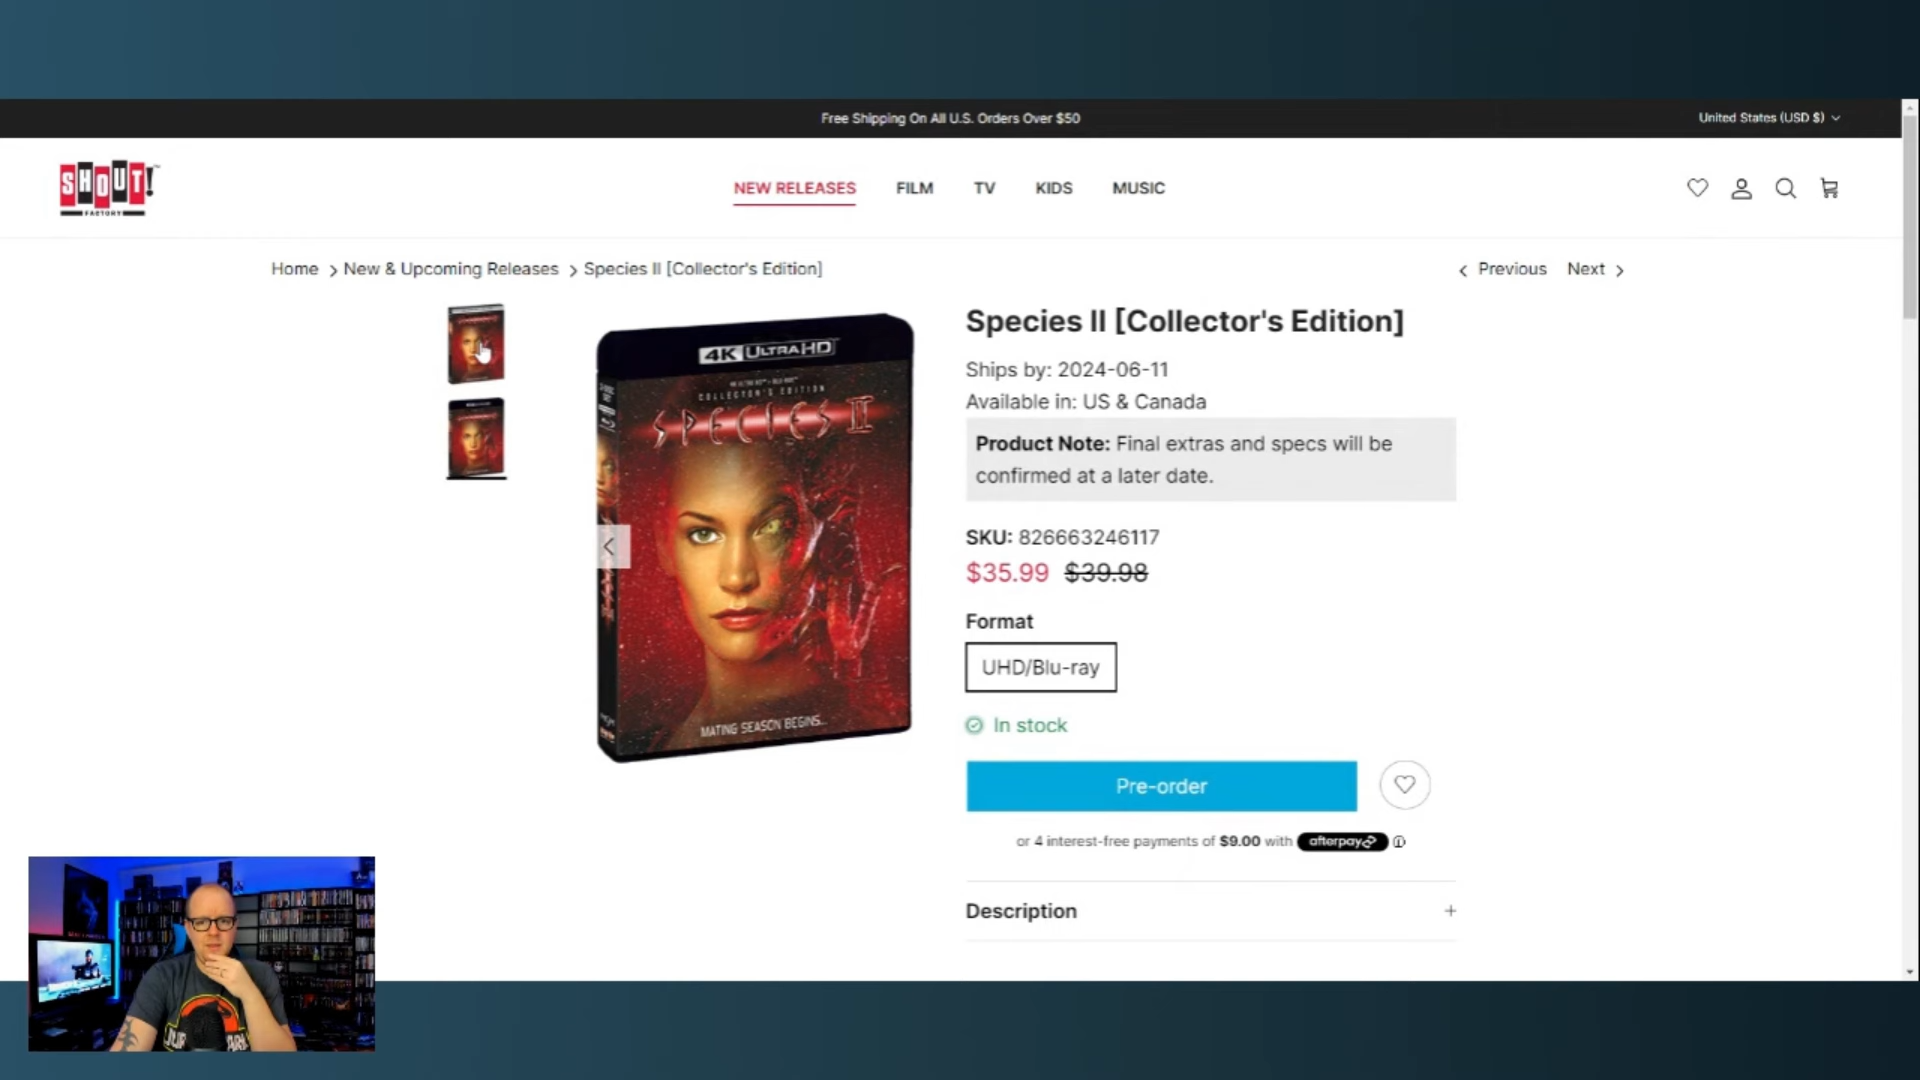 Free Shipping On All U.S. Orders Over $50
United States (USD $)
SHOUT!
FACTORY
NEW RELEASES
FILM
TV
KIDS
MUSIC
Home > New & Upcoming Releases > Species II [Collector's Edition]
< Previous
Next >
4K ULTRA HD
COLLECTOR'S EDITION
SPECIES II
MATING SEASON BEGINS...
Species II [Collector's Edition]
Ships by: 2024-06-11
Available in: US & Canada
Product Note: Final extras and specs will be
confirmed at a later date.
SKU: 826663246117
$35.99 $39.98
Format
UHD/Blu-ray
In stock
Pre-order
or 4 interest-free payments of $9.00 with afterpay
Description +